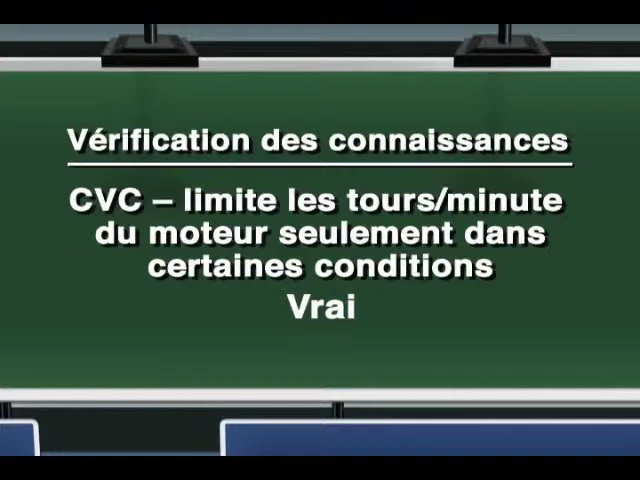 Vérification des connaissances
CVC – limite les tours/minute
du moteur seulement dans
certaines conditions
Vrai